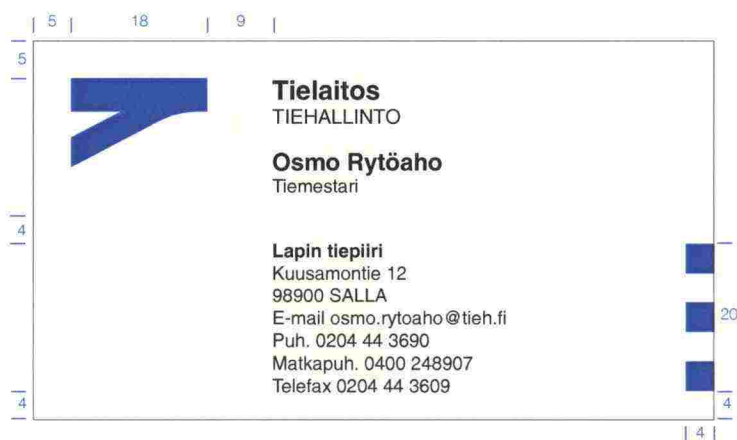 5 18 9
5
Tielaitos
TIEHALLINTO
Osmo Rytöaho
Tiemestari
4
Lapin tiepiiri
Kuusamontie 12
98900 SALLA
E-mail osmo.rytoaho@tieh.fi
Puh. 0204 44 3690
20
Matkapuh. 0400 248907
Telefax 0204 44 3609
4 4
4